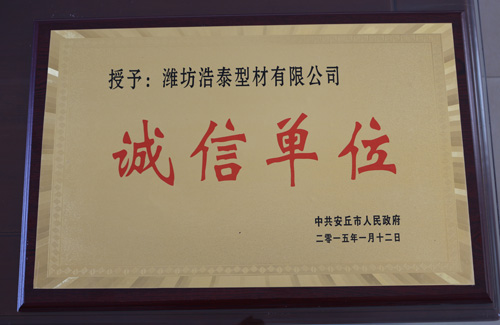 授予：潍坊浩泰型材有限公司
诚信单位
中共安丘市人民政府
二零一五年一月十二日